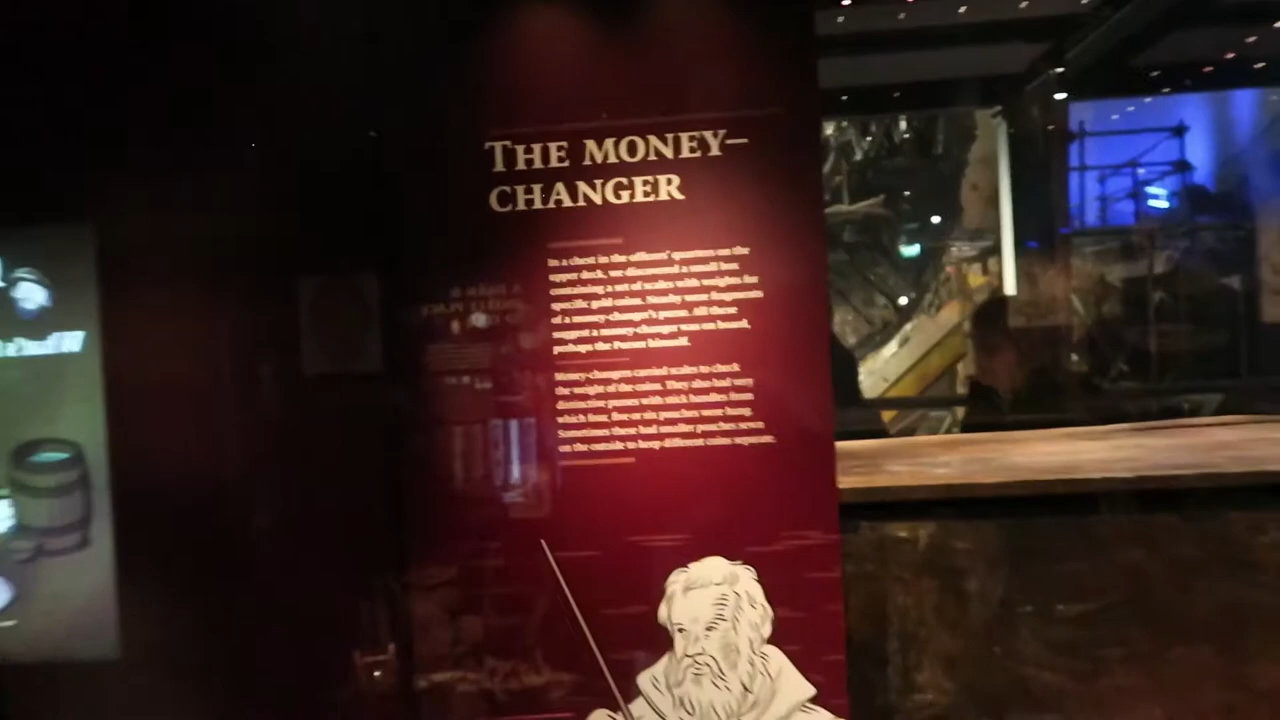 THE MONEY–
CHANGER
In a chest in the officers' quarters on the
upper deck, we discovered a small box
containing a set of scales with weights for
specific gold coins. Nearby were fragments
of a money-changer's purse. All these
suggest a money-changer was on board,
perhaps the Purser himself.
Money-changers carried scales to check
the weight of the coins. They also had very
distinctive purses with stick handles from
which four, five or six pouches were hung.
Sometimes these had smaller pouches sewn
on the outside to keep different coins separate.